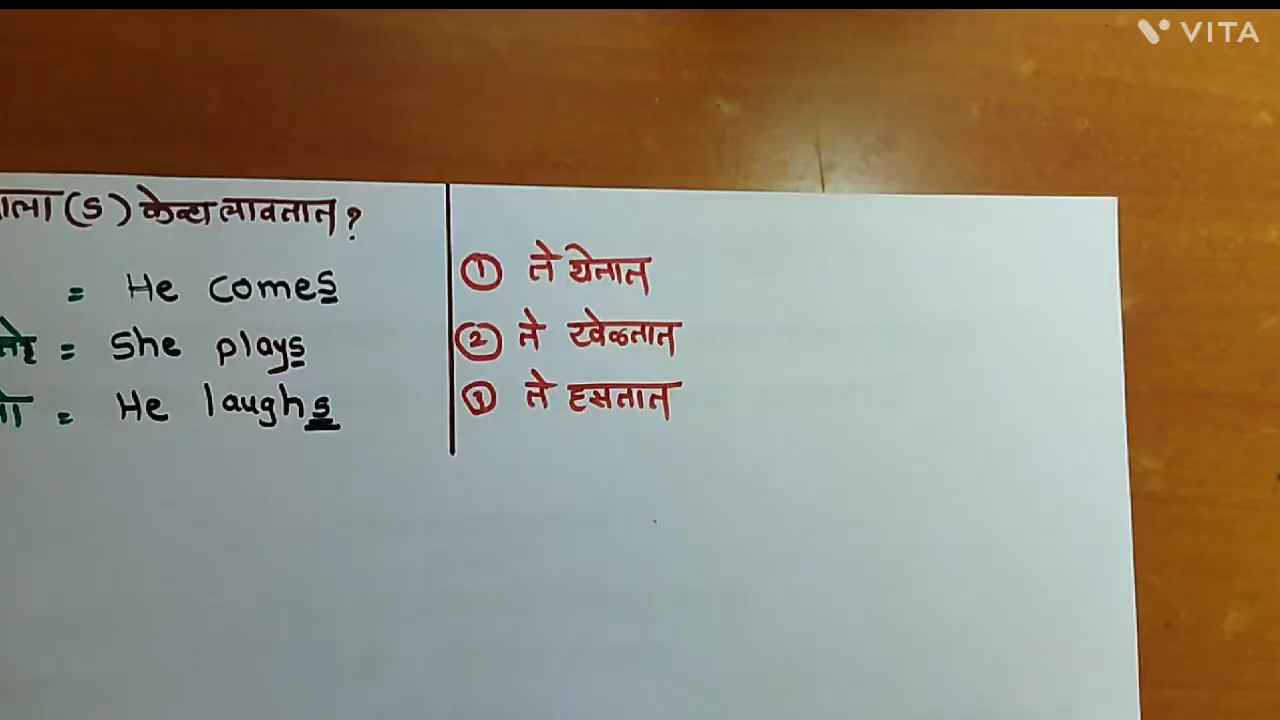 VITA
(S) केव्हा लावतात?
= He comes
= She plays
= He laughs
① ते येतात
② ते खेळतात
③ ते हसतात